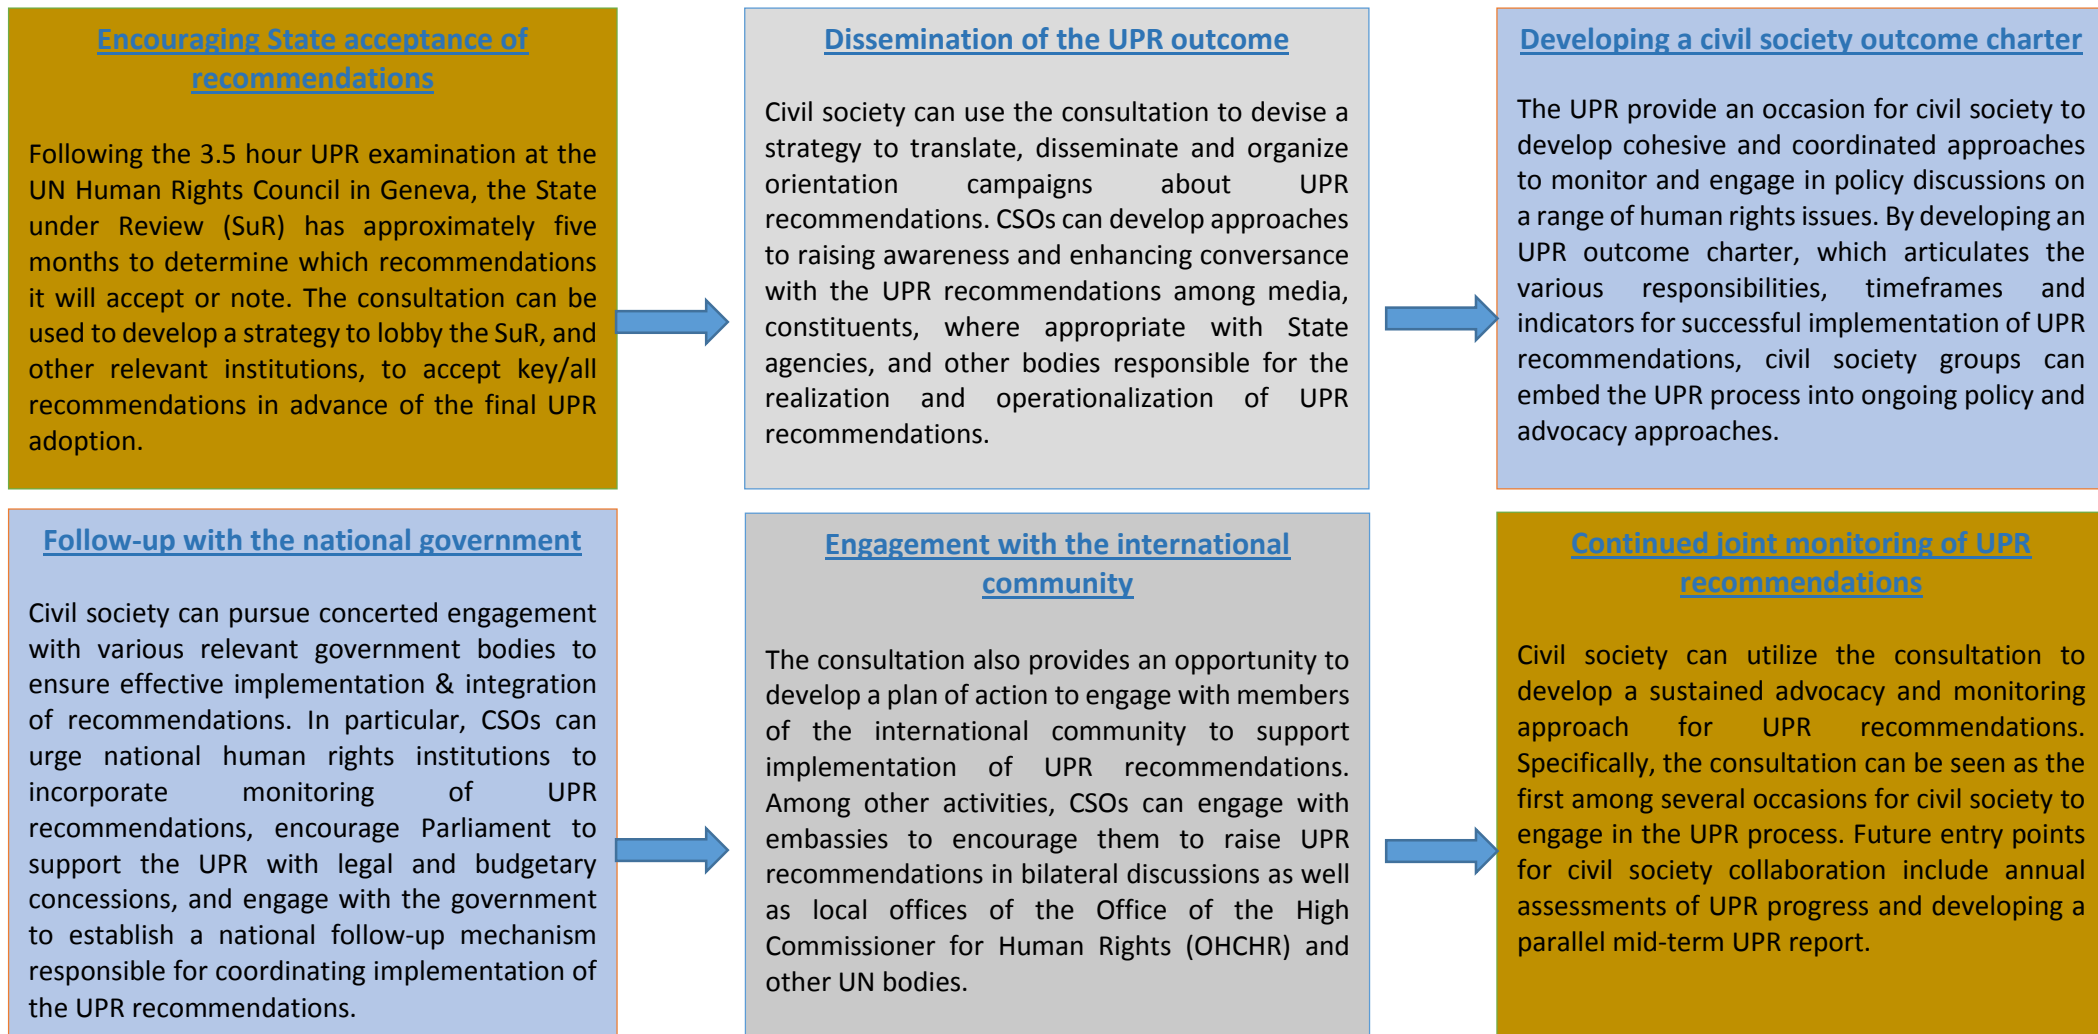 Encouraging State acceptance of
recommendations
Following the 3.5 hour UPR examination at the
UN Human Rights Council in Geneva, the State
under Review (SuR) has approximately five
months to determine which recommendations
it will accept or note. The consultation can be
used to develop a strategy to lobby the SuR, and
other relevant institutions, to accept key/all
recommendations in advance of the final UPR
adoption.
Dissemination of the UPR outcome
Civil society can use the consultation to devise a
strategy to translate, disseminate and organize
orientation campaigns about UPR
recommendations. CSOs can develop approaches
to raising awareness and enhancing conversance
with the UPR recommendations among media,
constituents, where appropriate with State
agencies, and other bodies responsible for the
realization and operationalization of UPR
recommendations.
Developing a civil society outcome charter
The UPR provide an occasion for civil society to
develop cohesive and coordinated approaches
to monitor and engage in policy discussions on
a range of human rights issues. By developing an
UPR outcome charter, which articulates the
various responsibilities, timeframes and
indicators for successful implementation of UPR
recommendations, civil society groups can
embed the UPR process into ongoing policy and
advocacy approaches.
Follow-up with the national government
Civil society can pursue concerted engagement
with various relevant government bodies to
ensure effective implementation & integration
of recommendations. In particular, CSOs can
urge national human rights institutions to
incorporate monitoring of UPR
recommendations, encourage Parliament to
support the UPR with legal and budgetary
concessions, and engage with the government
to establish a national follow-up mechanism
responsible for coordinating implementation of
the UPR recommendations.
Engagement with the international
community
The consultation also provides an opportunity to
develop a plan of action to engage with members
of the international community to support
implementation of UPR recommendations.
Among other activities, CSOs can engage with
embassies to encourage them to raise UPR
recommendations in bilateral discussions as well
as local offices of the Office of the High
Commissioner for Human Rights (OHCHR) and
other UN bodies.
Continued joint monitoring of UPR
recommendations
Civil society can utilize the consultation to
develop a sustained advocacy and monitoring
approach for UPR recommendations.
Specifically, the consultation can be seen as the
first among several occasions for civil society to
engage in the UPR process. Future entry points
for civil society collaboration include annual
assessments of UPR progress and developing a
parallel mid-term UPR report.